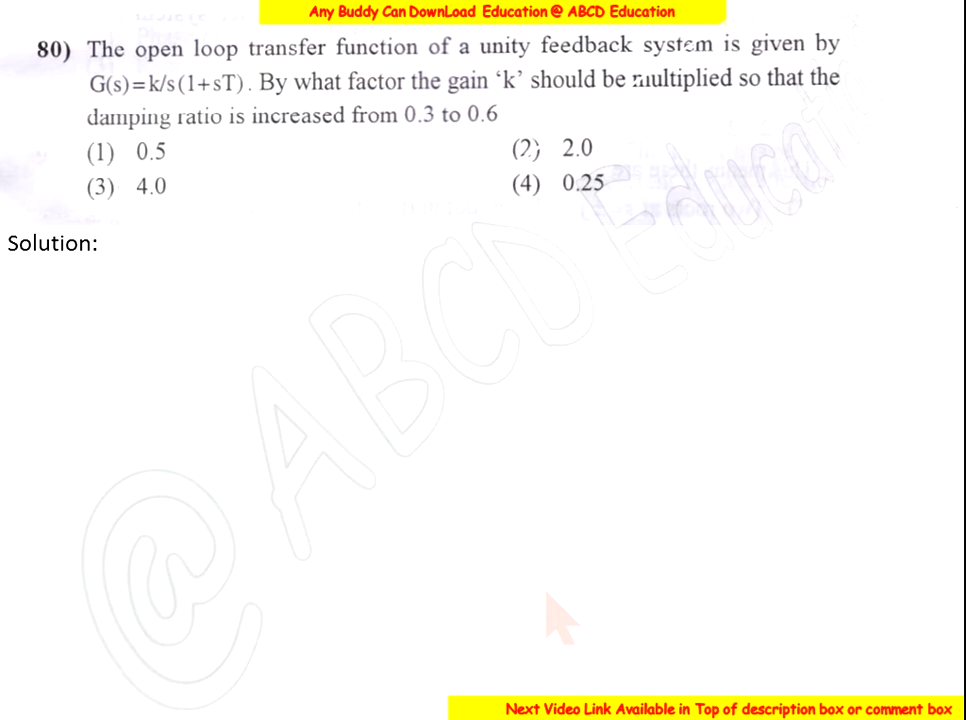 Any Buddy Can DownLoad Education @ ABCD Education
80) The open loop transfer function of a unity feedback system is given by
G(s)=k/s(1+sT). By what factor the gain ‘k’ should be multiplied so that the
damping ratio is increased from 0.3 to 0.6
(1) 0.5 (2) 2.0
(3) 4.0 (4) 0.25
Solution:
@ ABCD Education
Next Video Link Available in Top of description box or comment box